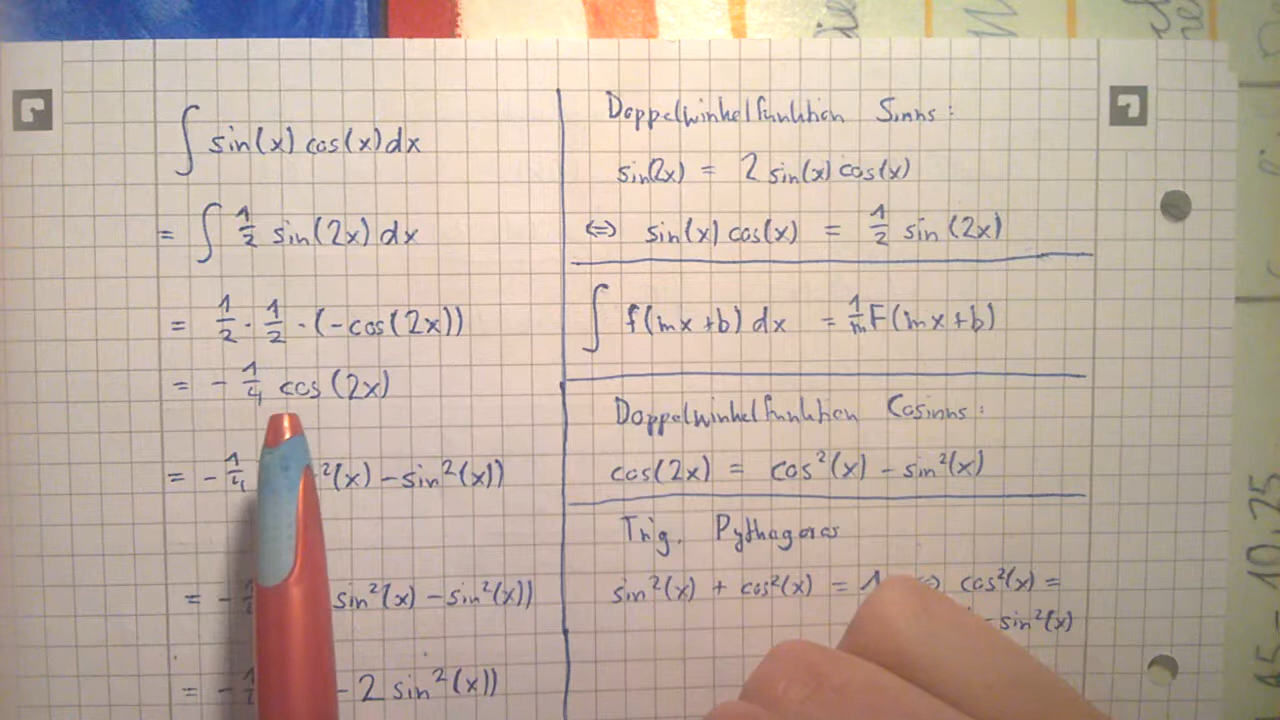 ∫ sin(x) cos(x) dx
= ∫ 1/2 sin(2x) dx
= 1/2 · 1/2 · (-cos(2x))
= - 1/4 cos(2x)
= - 1/4 ²(x) - sin²(x))
= - sin²(x) - sin²(x))
= - - 2 sin²(x))
Doppelwinkelfunktion Sinus:
sin(2x) = 2 sin(x) cos(x)
⇔ sin(x) cos(x) = 1/2 sin(2x)
∫ f(mx+b) dx = 1/m F(mx+b)
Doppelwinkelfunktion Cosinus:
cos(2x) = cos²(x) - sin²(x)
Trig. Pythagoras
sin²(x) + cos²(x) = 1 ⇔ cos²(x) =
- sin²(x)